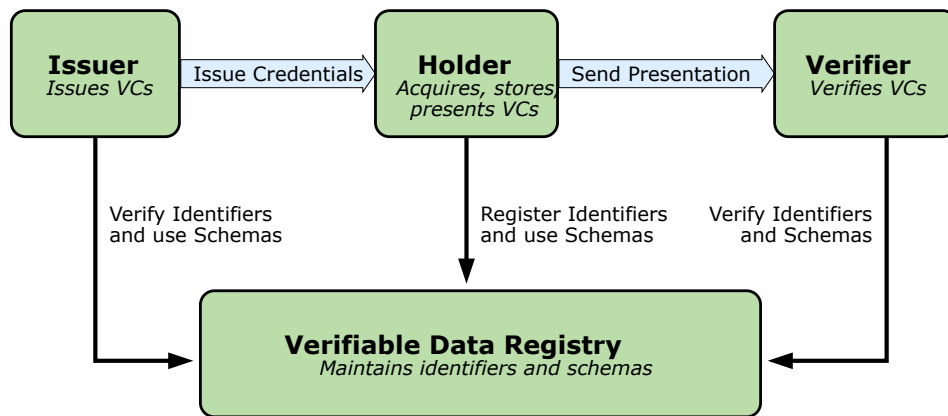 Issuer
Issues VCs
Issue Credentials
Holder
Acquires, stores,
presents VCs
Send Presentation
Verifier
Verifies VCs
Verify Identifiers
and use Schemas
Register Identifiers
and use Schemas
Verify Identifiers
and Schemas
Verifiable Data Registry
Maintains identifiers and schemas